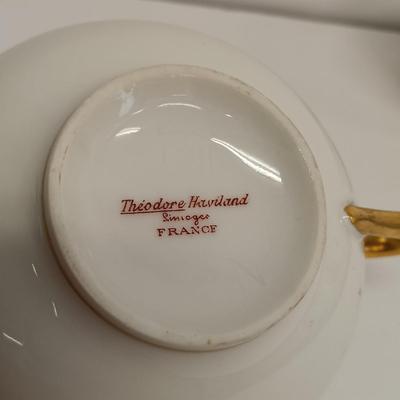 Théodore Haviland
Limoges
FRANCE